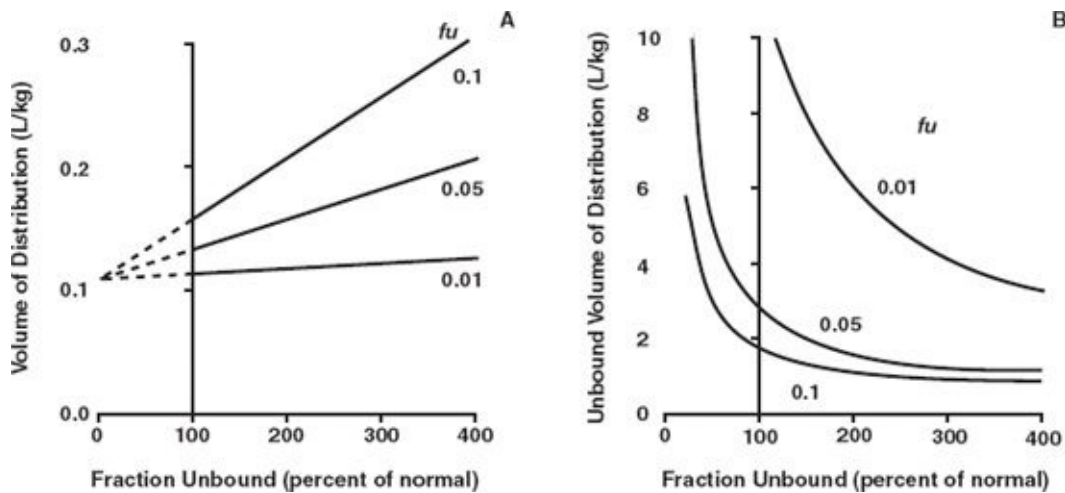 A
Volume of Distribution (L/kg)
0.3
0.2
0.1
0.0
fu
0.1
0.05
0.01
0 100 200 300 400
Fraction Unbound (percent of normal)
B
Unbound Volume of Distribution (L/kg)
10
8
6
4
2
0
fu
0.01
0.05
0.1
0 100 200 300 400
Fraction Unbound (percent of normal)